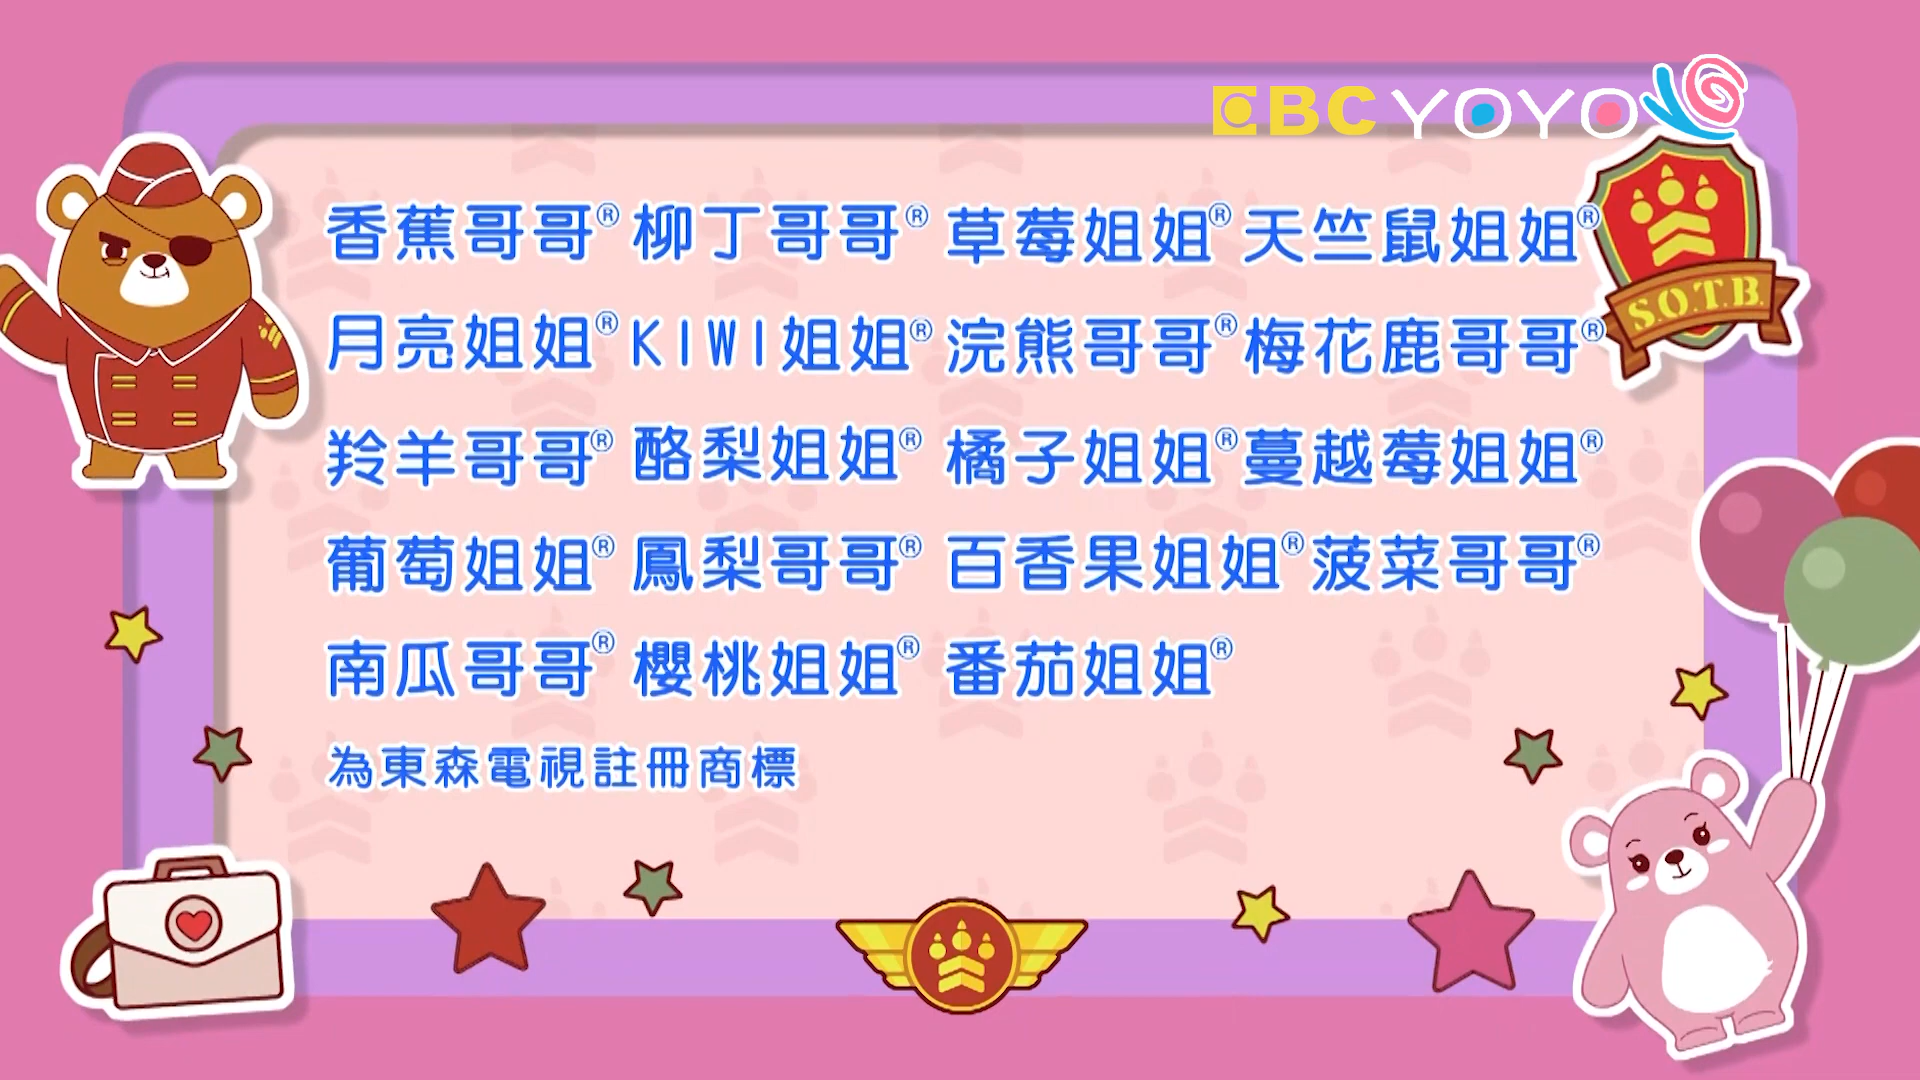 EBC YOYO
香蕉哥哥® 柳丁哥哥® 草莓姐姐® 天竺鼠姐姐®
月亮姐姐® KIWI姐姐® 浣熊哥哥® 梅花鹿哥哥®
羚羊哥哥® 酪梨姐姐® 橘子姐姐® 蔓越莓姐姐®
葡萄姐姐® 鳳梨哥哥® 百香果姐姐® 菠菜哥哥®
南瓜哥哥® 櫻桃姐姐® 番茄姐姐®
為東森電視註冊商標
S.O.T.B.